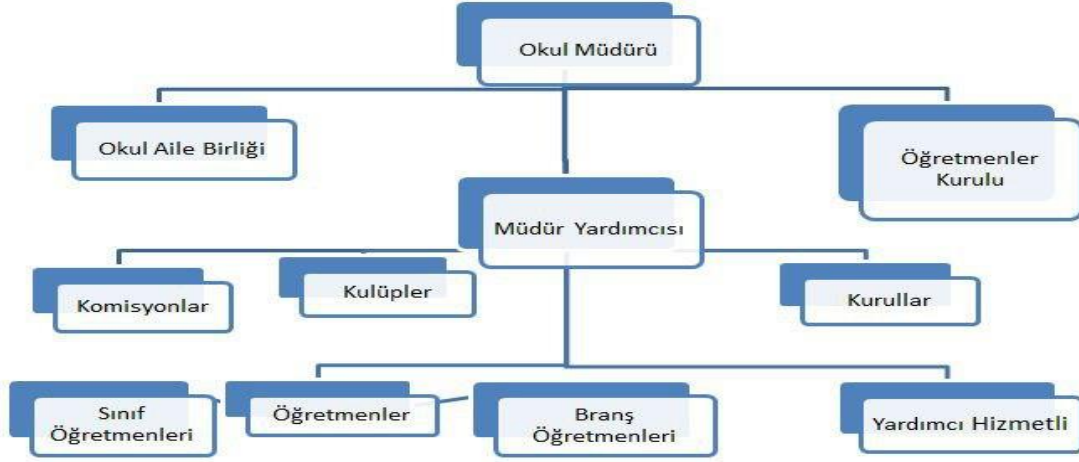 Okul Müdürü
Okul Aile Birliği
Öğretmenler
Kurulu
Müdür Yardımcısı
Komisyonlar
Kulüpler
Kurullar
Sınıf
Öğretmenleri
Öğretmenler
Branş
Öğretmenleri
Yardımcı Hizmetli